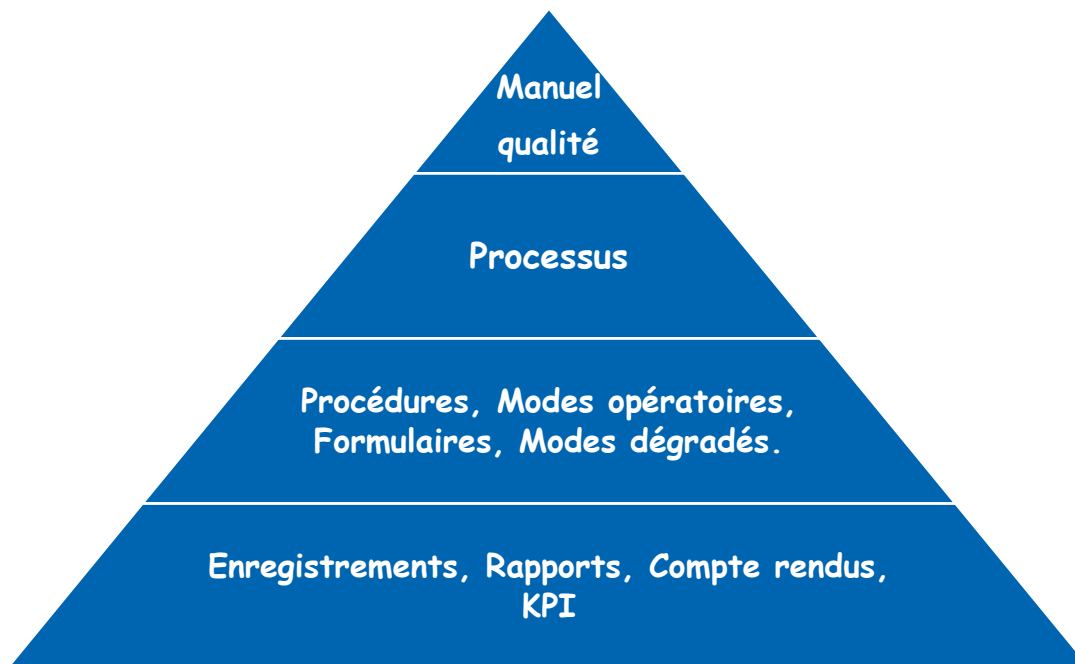 Manuel
qualité
Processus
Procédures, Modes opératoires,
Formulaires, Modes dégradés.
Enregistrements, Rapports, Compte rendus,
KPI